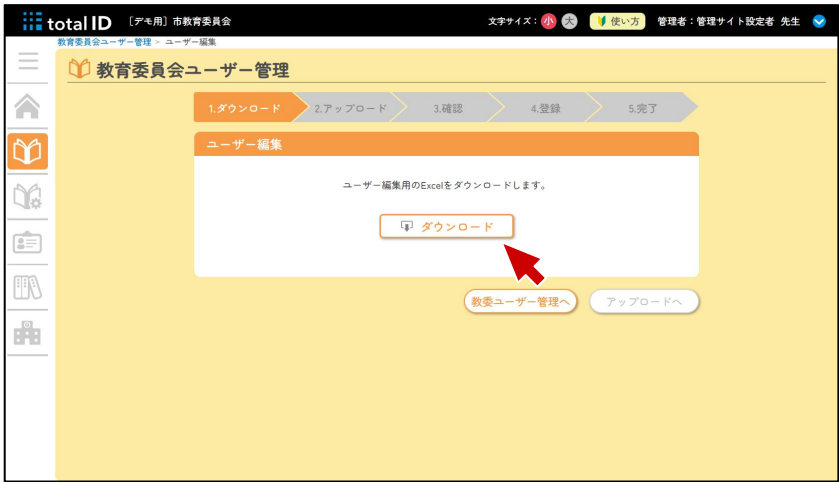 total ID [デモ用] 市教育委員会 文字サイズ: 小 大 使い方 管理者:管理サイト設定者 先生
教育委員会ユーザー管理 > ユーザー編集
教育委員会ユーザー管理
1.ダウンロード 2.アップロード 3.確認 4.登録 5.完了
ユーザー編集
ユーザー編集用のExcelをダウンロードします。
ダウンロード
教委ユーザー管理へ アップロードへ